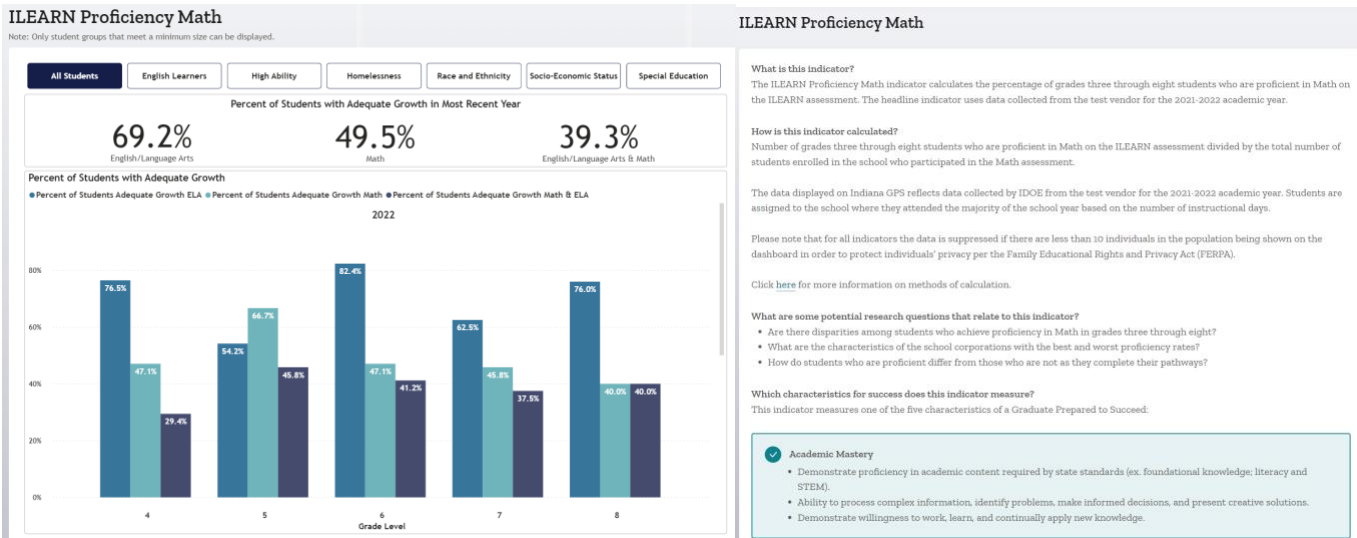 ILEARN Proficiency Math
Note: Only student groups that meet a minimum size can be displayed.
All Students
English Learners
High Ability
Homelessness
Race and Ethnicity
Socio-Economic Status
Special Education
Percent of Students with Adequate Growth in Most Recent Year
69.2%
49.5%
39.3%
English/Language Arts
Math
English/Language Arts & Math
Percent of Students with Adequate Growth
Percent of Students Adequate Growth ELA
Percent of Students Adequate Growth Math
Percent of Students Adequate Growth Math & ELA
2022
80%
60%
40%
20%
0%
76.5%
47.1%
29.4%
54.2%
66.7%
45.8%
82.4%
47.1%
41.2%
62.5%
45.8%
37.5%
76.0%
40.0%
40.0%
4
5
6
7
8
Grade Level
ILEARN Proficiency Math
What is this indicator?
The ILEARN Proficiency Math indicator calculates the percentage of grades three through eight students who are proficient in Math on
the ILEARN assessment. The headline indicator uses data collected from the test vendor for the 2021-2022 academic year.
How is this indicator calculated?
Number of grades three through eight students who are proficient in Math on the ILEARN assessment divided by the total number of
students enrolled in the school who participated in the Math assessment.
The data displayed on Indiana GPS reflects data collected by IDOE from the test vendor for the 2021-2022 academic year. Students are
assigned to the school where they attended the majority of the school year based on the number of instructional days.
Please note that for all indicators the data is suppressed if there are less than 10 individuals in the population being shown on the
dashboard in order to protect individuals' privacy per the Family Educational Rights and Privacy Act (FERPA).
Click here for more information on methods of calculation.
What are some potential research questions that relate to this indicator?
• Are there disparities among students who achieve proficiency in Math in grades three through eight?
• What are the characteristics of the school corporations with the best and worst proficiency rates?
• How do students who are proficient differ from those who are not as they complete their pathways?
Which characteristics for success does this indicator measure?
This indicator measures one of the five characteristics of a Graduate Prepared to Succeed:
Academic Mastery
• Demonstrate proficiency in academic content required by state standards (ex. foundational knowledge; literacy and
STEM).
• Ability to process complex information, identify problems, make informed decisions, and present creative solutions.
• Demonstrate willingness to work, learn, and continually apply new knowledge.